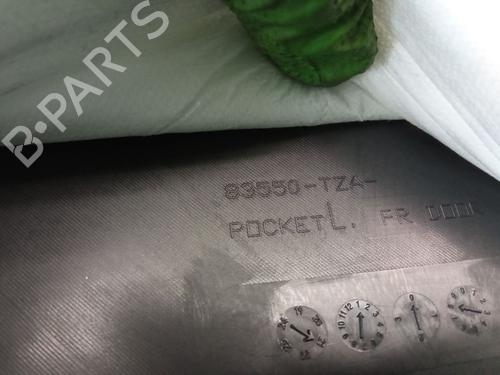 B-PARTS
83550-TZA-
POCKET L. FR DOOR